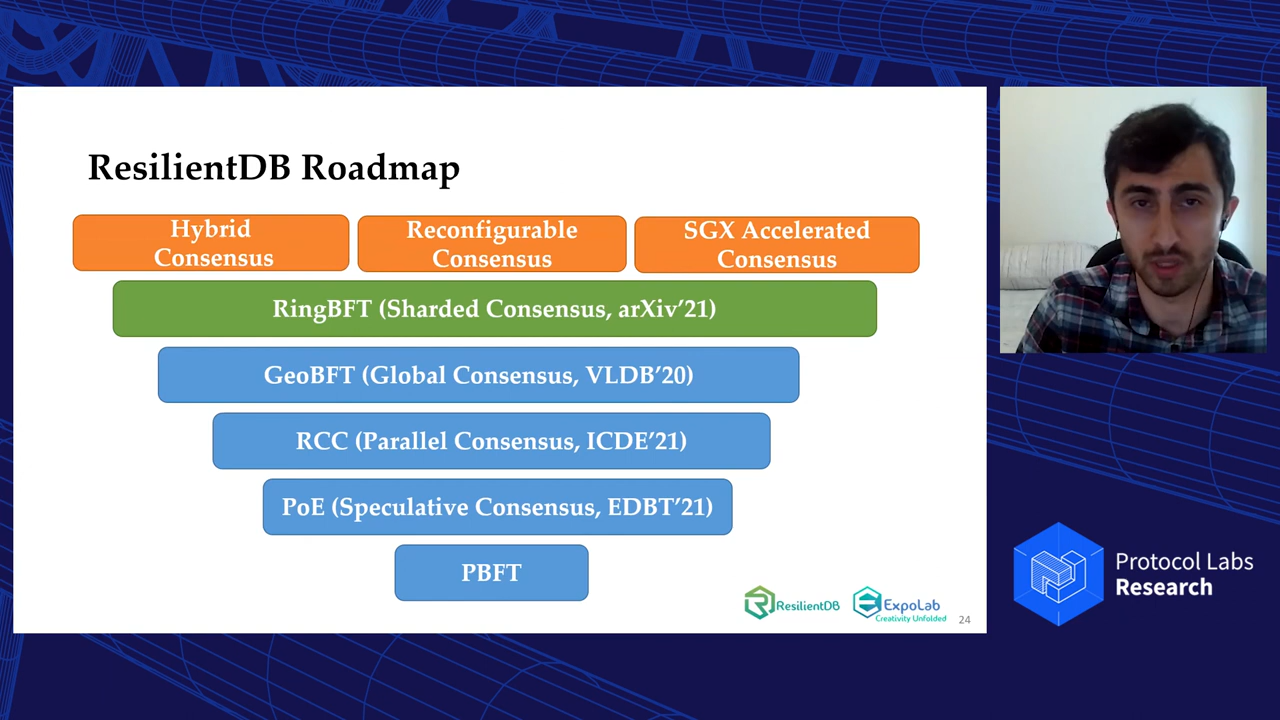 ResilientDB Roadmap
Hybrid
Consensus
Reconfigurable
Consensus
SGX Accelerated
Consensus
RingBFT (Sharded Consensus, arXiv’21)
GeoBFT (Global Consensus, VLDB’20)
RCC (Parallel Consensus, ICDE’21)
PoE (Speculative Consensus, EDBT’21)
PBFT
ResilientDB
ExpoLab
Creativity Unfolded
24
Protocol Labs
Research